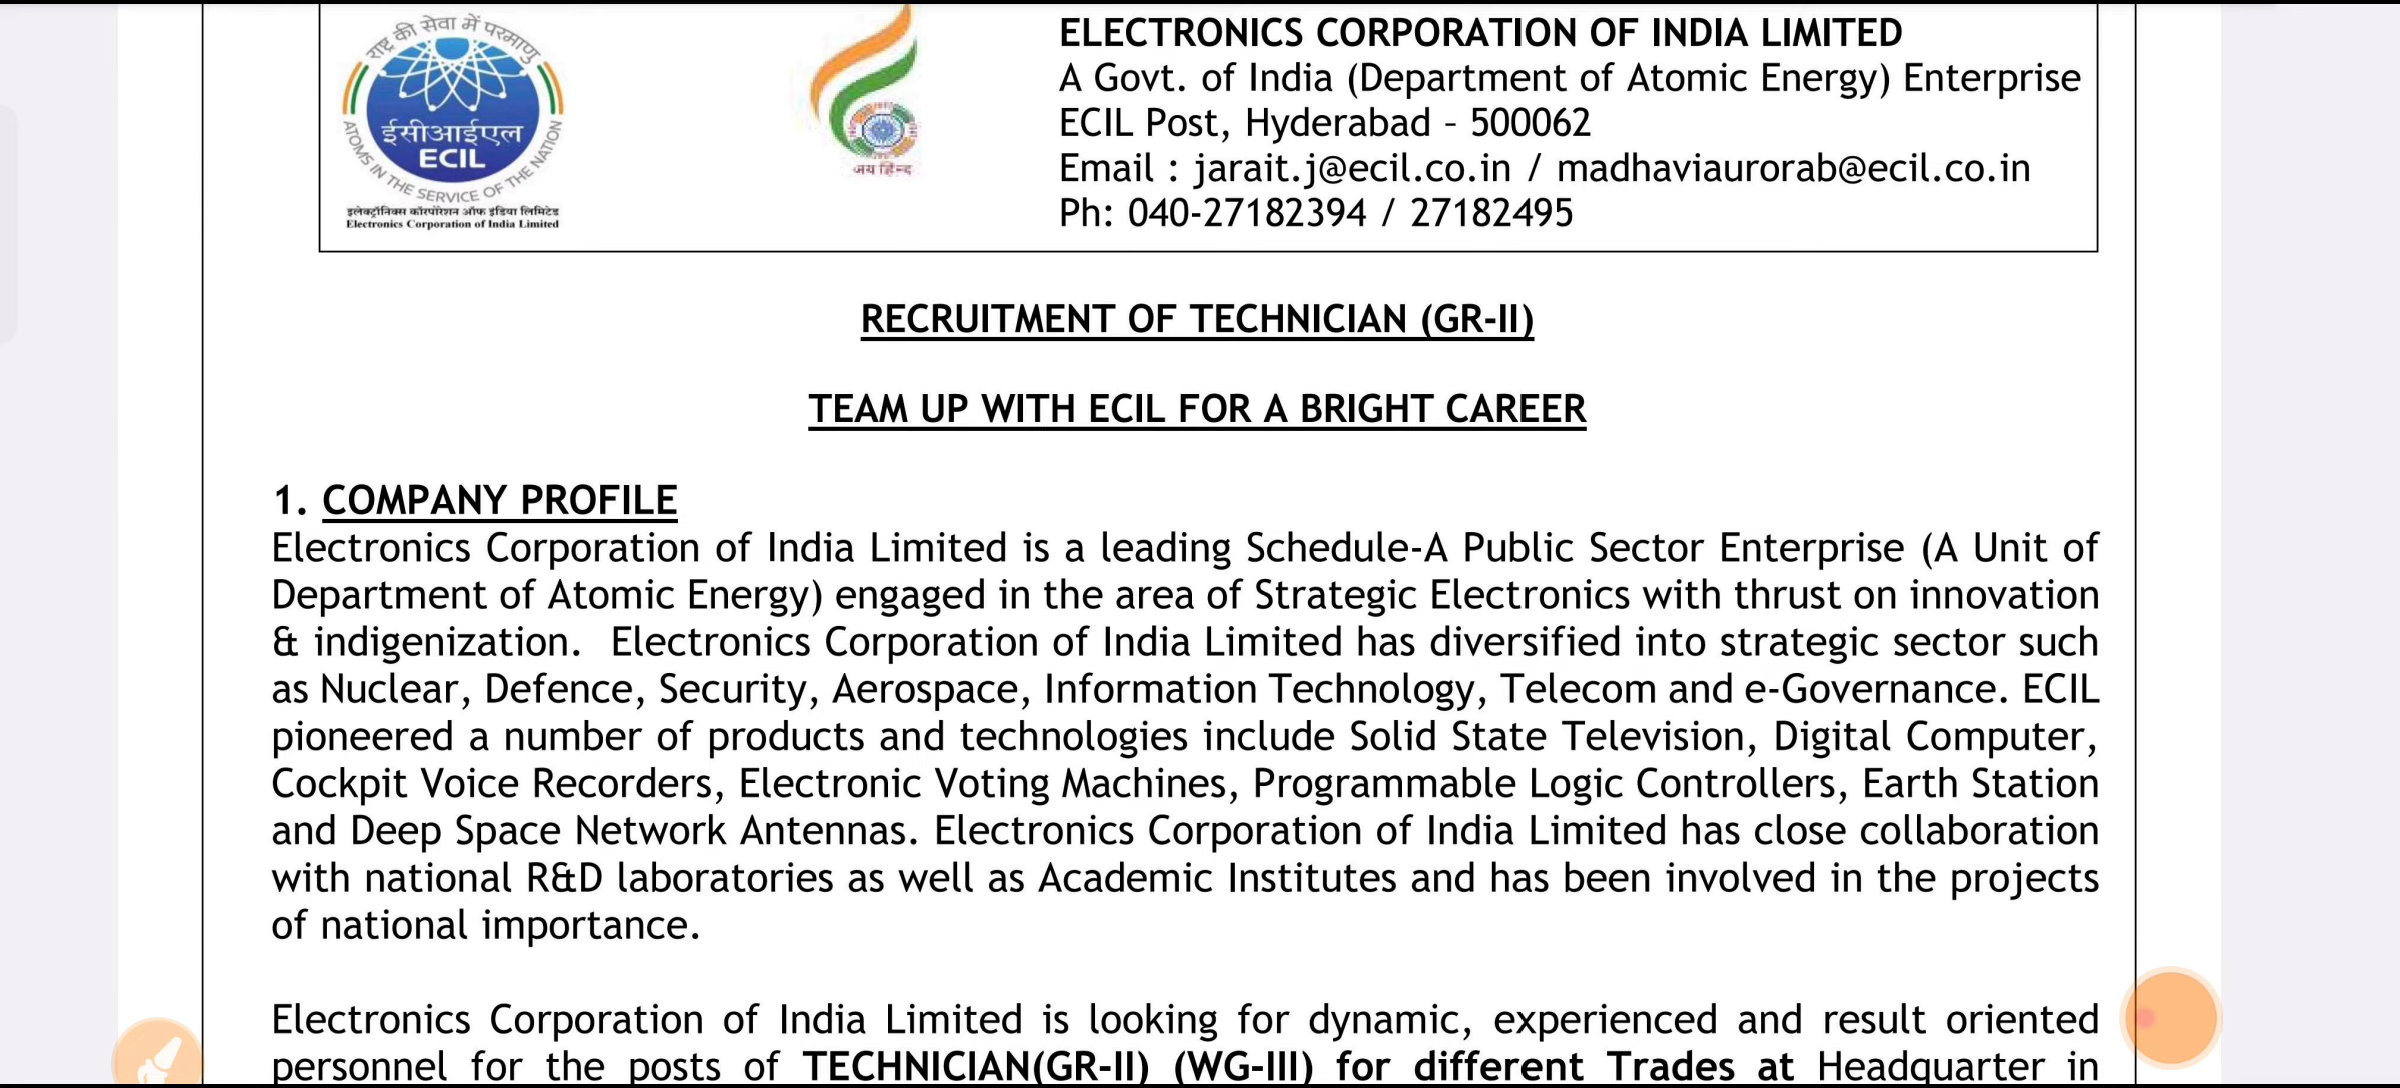 राष्ट्र की सेवा में परमाणु
ईसीआईएल
ECIL
ATOMS IN THE SERVICE OF THE NATION
इलेक्ट्रॉनिक्स कॉरपोरेशन ऑफ इंडिया लिमिटेड
Electronics Corporation of India Limited
जय हिन्द
ELECTRONICS CORPORATION OF INDIA LIMITED
A Govt. of India (Department of Atomic Energy) Enterprise
ECIL Post, Hyderabad – 500062
Email : jarait.j@ecil.co.in / madhaviaurorab@ecil.co.in
Ph: 040-27182394 / 27182495
RECRUITMENT OF TECHNICIAN (GR-II)
TEAM UP WITH ECIL FOR A BRIGHT CAREER
1. COMPANY PROFILE
Electronics Corporation of India Limited is a leading Schedule-A Public Sector Enterprise (A Unit of
Department of Atomic Energy) engaged in the area of Strategic Electronics with thrust on innovation
& indigenization. Electronics Corporation of India Limited has diversified into strategic sector such
as Nuclear, Defence, Security, Aerospace, Information Technology, Telecom and e-Governance. ECIL
pioneered a number of products and technologies include Solid State Television, Digital Computer,
Cockpit Voice Recorders, Electronic Voting Machines, Programmable Logic Controllers, Earth Station
and Deep Space Network Antennas. Electronics Corporation of India Limited has close collaboration
with national R&D laboratories as well as Academic Institutes and has been involved in the projects
of national importance.
Electronics Corporation of India Limited is looking for dynamic, experienced and result oriented
personnel for the posts of TECHNICIAN(GR-II) (WG-III) for different Trades at Headquarter in